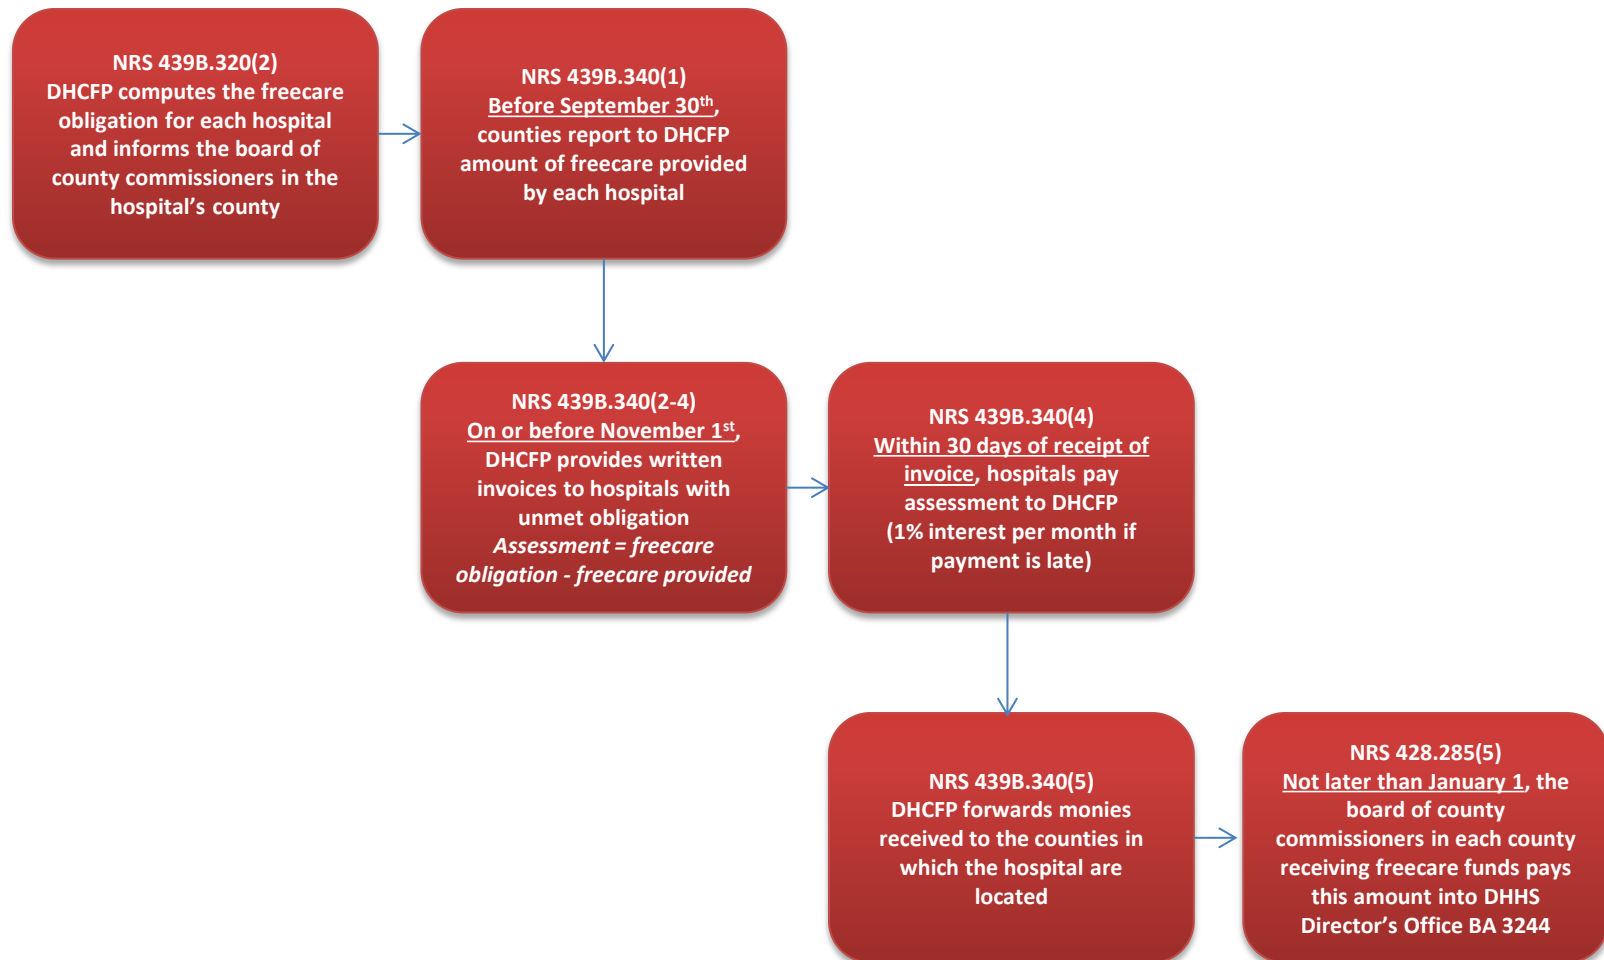 NRS 439B.320(2)
DHCFP computes the freecare
obligation for each hospital
and informs the board of
county commissioners in the
hospital’s county
NRS 439B.340(1)
Before September 30th,
counties report to DHCFP
amount of freecare provided
by each hospital
NRS 439B.340(2-4)
On or before November 1st,
DHCFP provides written
invoices to hospitals with
unmet obligation
Assessment = freecare
obligation - freecare provided
NRS 439B.340(4)
Within 30 days of receipt of
invoice, hospitals pay
assessment to DHCFP
(1% interest per month if
payment is late)
NRS 439B.340(5)
DHCFP forwards monies
received to the counties in
which the hospital are
located
NRS 428.285(5)
Not later than January 1, the
board of county
commissioners in each county
receiving freecare funds pays
this amount into DHHS
Director’s Office BA 3244